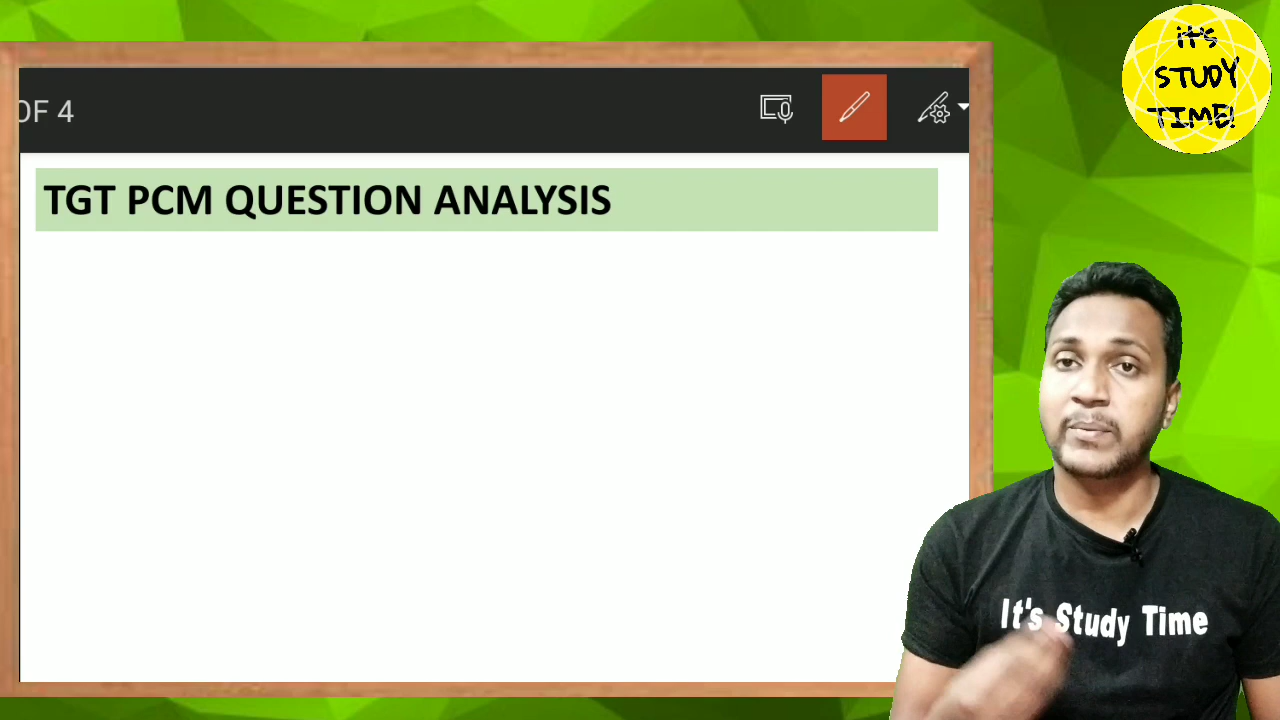 OF 4
TGT PCM QUESTION ANALYSIS
it's
STUDY
TIME!
It's Study Time